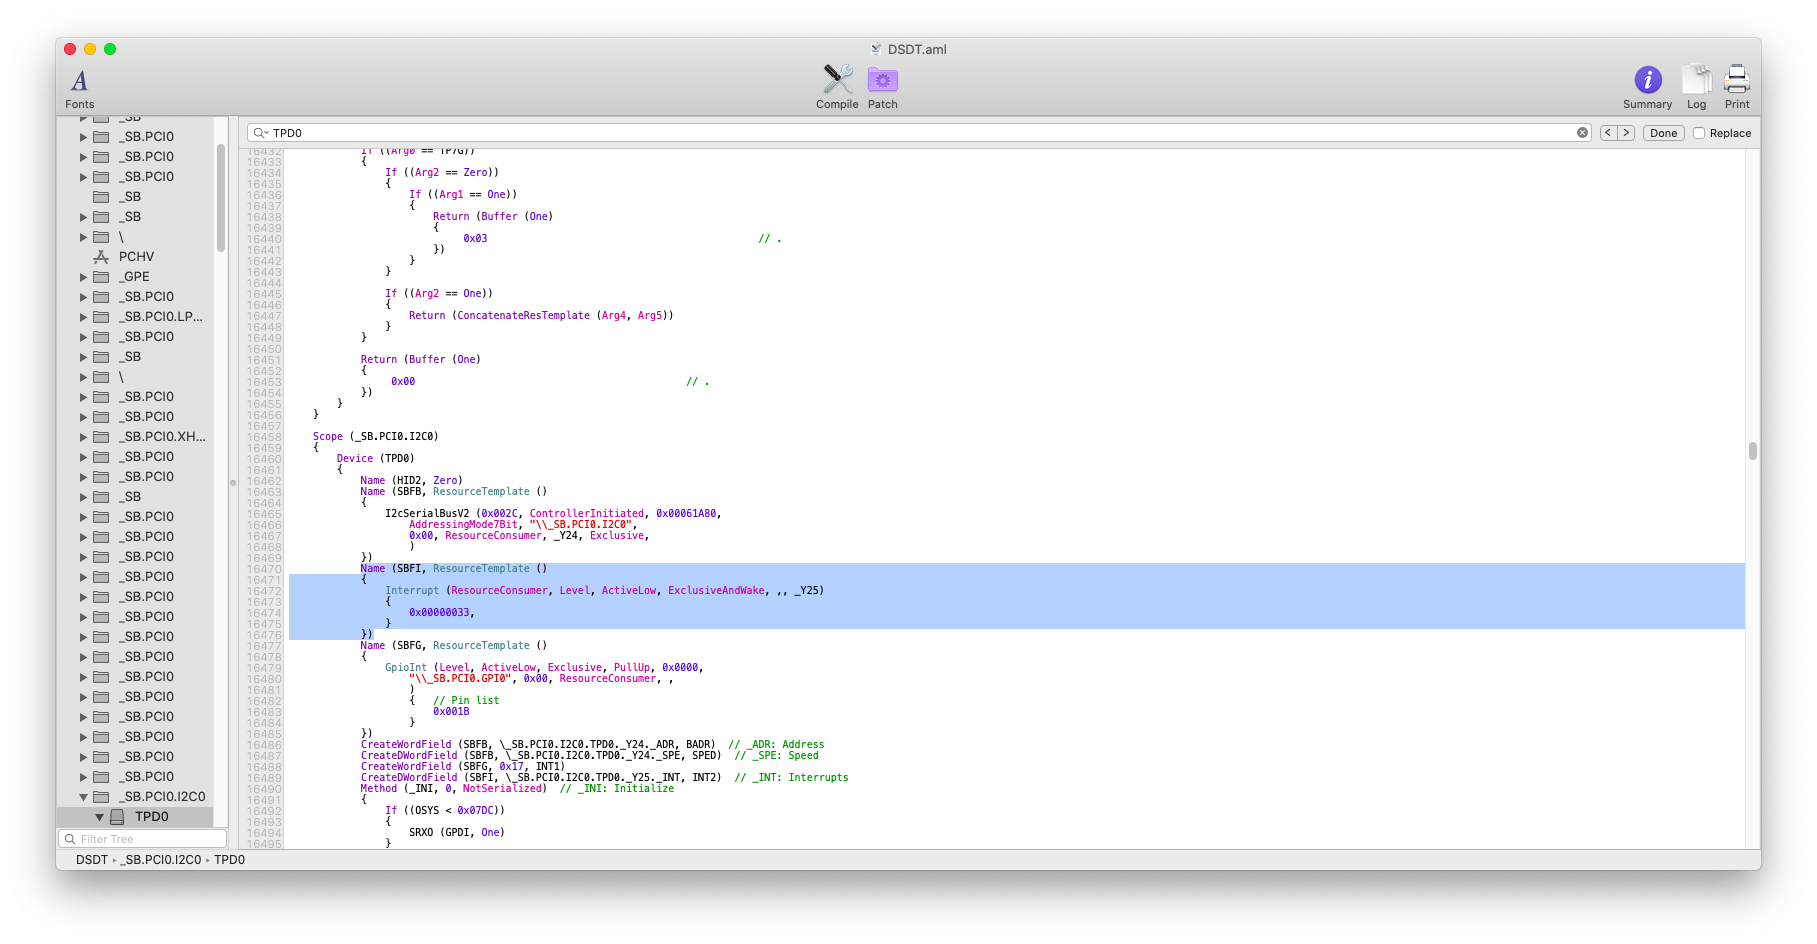 DSDT.aml
Fonts
Compile
Patch
Summary
Log
Print
_SB
_SB.PCI0
_SB.PCI0
_SB.PCI0
_SB
_SB
\
PCHV
_GPE
_SB.PCI0
_SB.PCI0.LP...
_SB.PCI0
_SB
\
_SB.PCI0
_SB.PCI0
_SB.PCI0.XH...
_SB.PCI0
_SB.PCI0
_SB
_SB.PCI0
_SB.PCI0
_SB.PCI0
_SB.PCI0
_SB.PCI0
_SB.PCI0
_SB.PCI0
_SB.PCI0
_SB.PCI0
_SB.PCI0
_SB.PCI0
_SB.PCI0
_SB.PCI0
_SB.PCI0
_SB.PCI0.I2C0
TPD0
Filter Tree
TPD0
< > Done Replace
16432 If ((Arg0 == TP7G))
16433 {
16434 If ((Arg2 == Zero))
16435 {
16436 If ((Arg1 == One))
16437 {
16438 Return (Buffer (One)
16439 {
16440 0x03 // .
16441 })
16442 }
16443 }
16444
16445 If ((Arg2 == One))
16446 {
16447 Return (ConcatenateResTemplate (Arg4, Arg5))
16448 }
16449 }
16450
16451 Return (Buffer (One)
16452 {
16453 0x00 // .
16454 })
16455 }
16456 }
16457
16458 Scope (_SB.PCI0.I2C0)
16459 {
16460 Device (TPD0)
16461 {
16462 Name (HID2, Zero)
16463 Name (SBFB, ResourceTemplate ()
16464 {
16465 I2cSerialBusV2 (0x002C, ControllerInitiated, 0x00061A80,
16466 AddressingMode7Bit, "\\_SB.PCI0.I2C0",
16467 0x00, ResourceConsumer, _Y24, Exclusive,
16468 )
16469 })
16470 Name (SBFI, ResourceTemplate ()
16471 {
16472 Interrupt (ResourceConsumer, Level, ActiveLow, ExclusiveAndWake, ,, _Y25)
16473 {
16474 0x00000033,
16475 }
16476 })
16477 Name (SBFG, ResourceTemplate ()
16478 {
16479 GpioInt (Level, ActiveLow, Exclusive, PullUp, 0x0000,
16480 "\\_SB.PCI0.GPI0", 0x00, ResourceConsumer, ,
16481 )
16482 { // Pin list
16483 0x001B
16484 }
16485 })
16486 CreateWordField (SBFB, \_SB.PCI0.I2C0.TPD0._Y24._ADR, BADR) // _ADR: Address
16487 CreateDWordField (SBFB, \_SB.PCI0.I2C0.TPD0._Y24._SPE, SPED) // _SPE: Speed
16488 CreateWordField (SBFG, 0x17, INT1)
16489 CreateDWordField (SBFI, \_SB.PCI0.I2C0.TPD0._Y25._INT, INT2) // _INT: Interrupts
16490 Method (_INI, 0, NotSerialized) // _INI: Initialize
16491 {
16492 If ((OSYS < 0x07DC))
16493 {
16494 SRXO (GPDI, One)
16495 }
DSDT ▸ _SB.PCI0.I2C0 ▸ TPD0